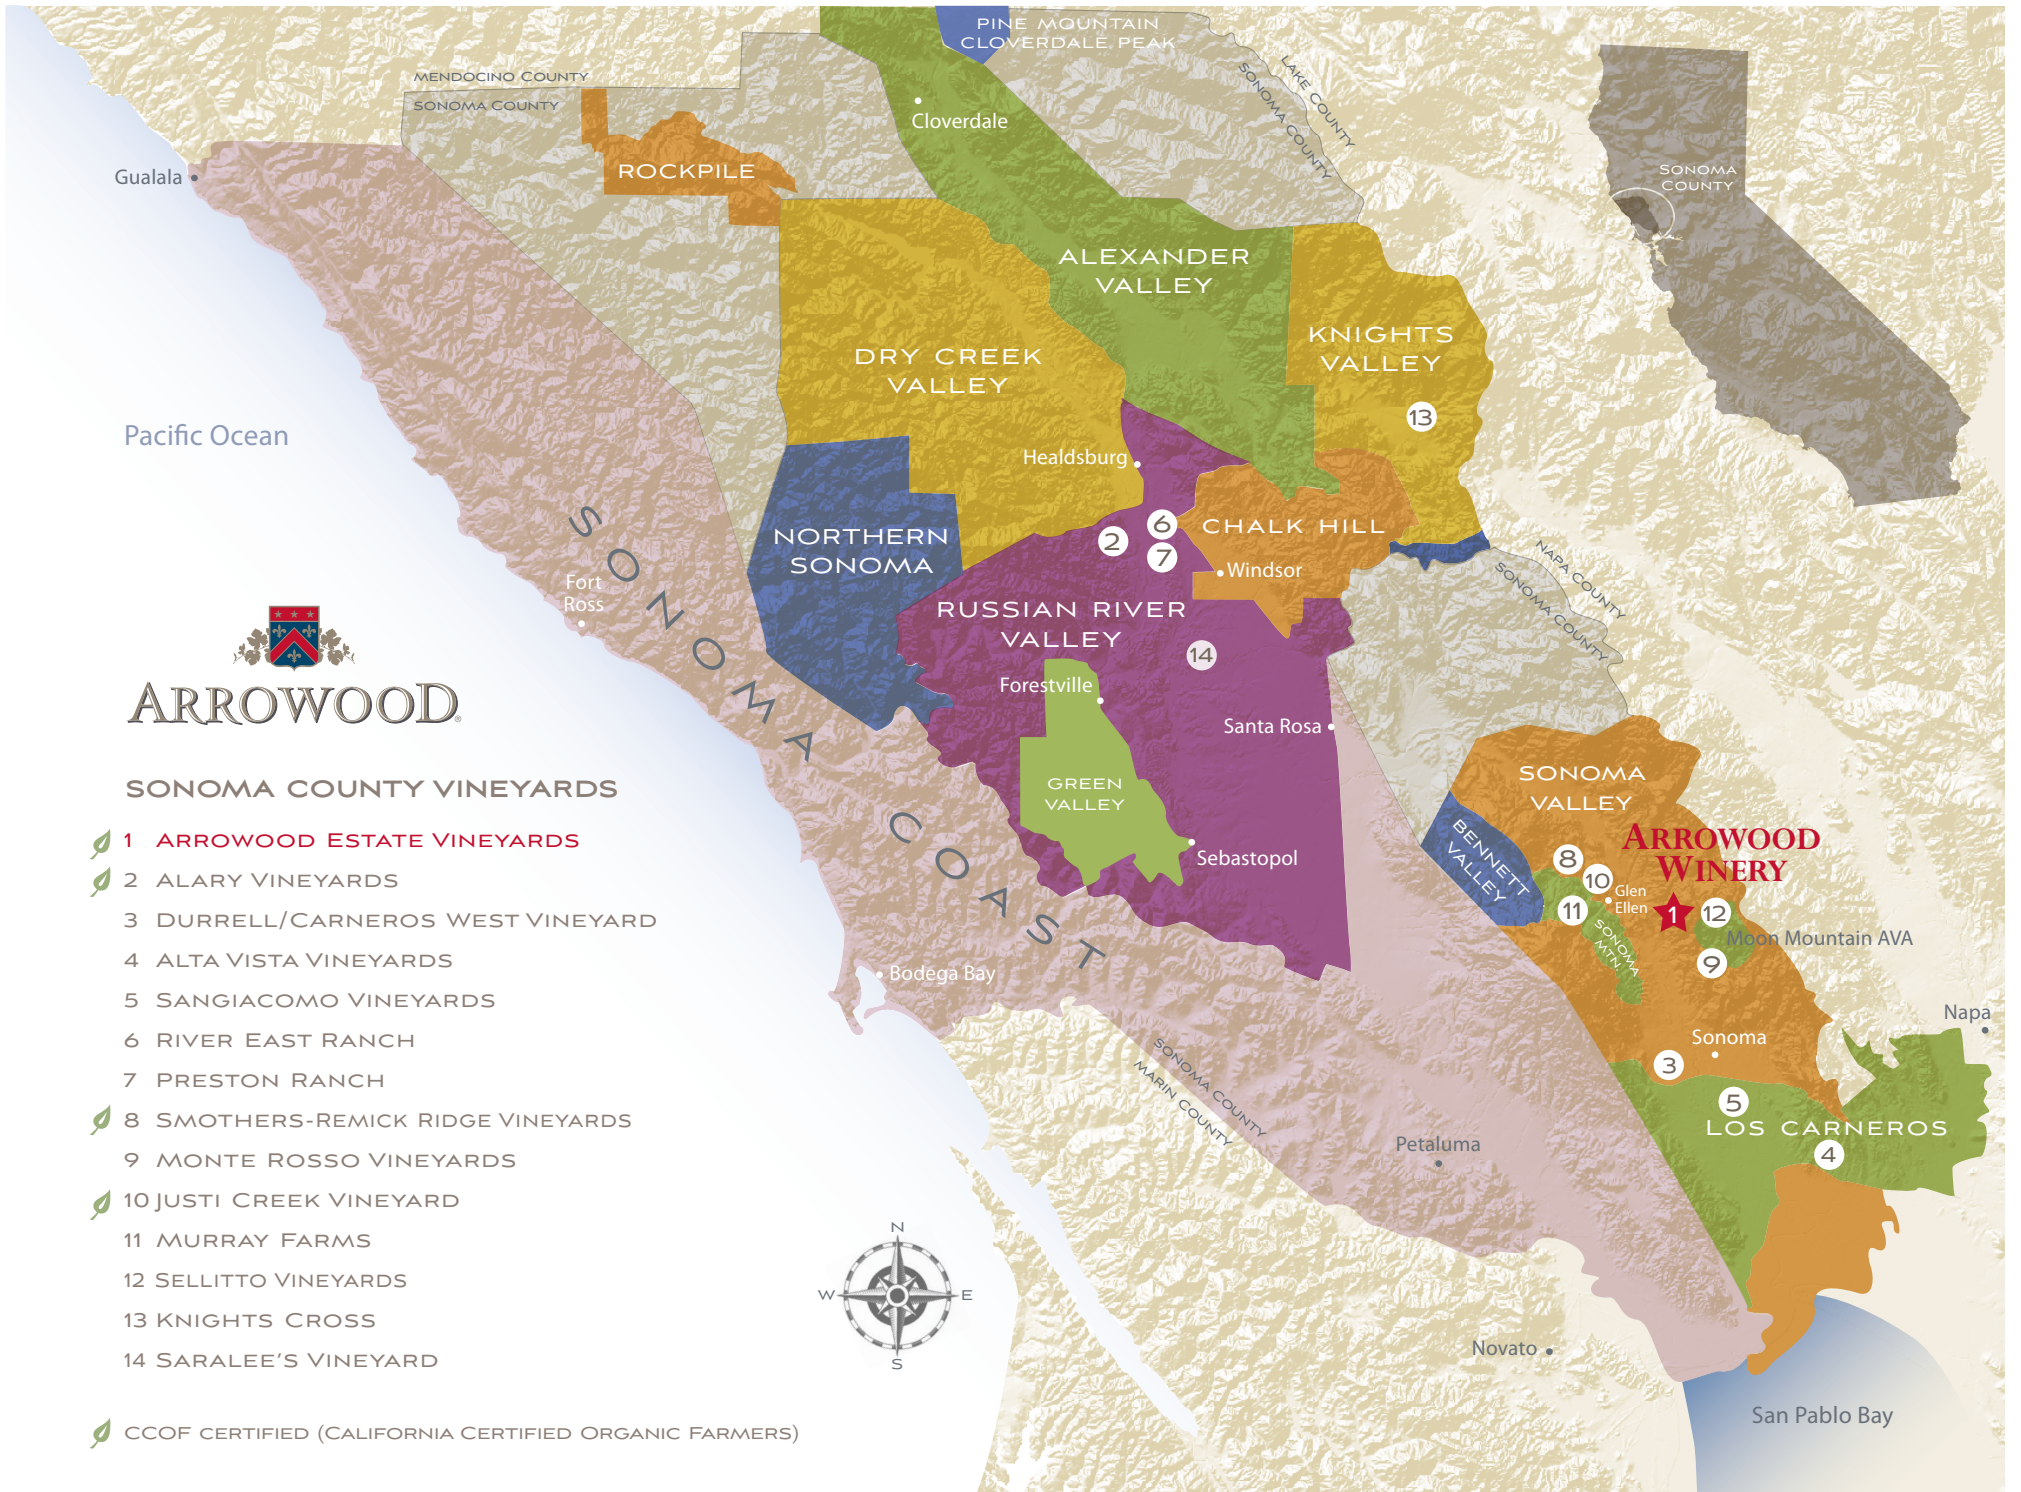 PINE MOUNTAIN
CLOVERDALE PEAK
MENDOCINO COUNTY
SONOMA COUNTY
LAKE COUNTY
SONOMA COUNTY
Cloverdale
ROCKPILE
Gualala
SONOMA
COUNTY
ALEXANDER
VALLEY
KNIGHTS
VALLEY
DRY CREEK
VALLEY
13
Pacific Ocean
Healdsburg
6
CHALK HILL
2
7
NORTHERN
SONOMA
Windsor
NAPA COUNTY
SONOMA COUNTY
Fort
Ross
RUSSIAN RIVER
VALLEY
14
Forestville
Santa Rosa
SONOMA COAST
GREEN
VALLEY
Sebastopol
SONOMA
VALLEY
BENNETT
VALLEY
ARROWOOD
WINERY
8
10
Glen
Ellen
11
1
12
SONOMA
MTN
Moon Mountain AVA
9
Bodega Bay
Napa
Sonoma
3
5
LOS CARNEROS
4
SONOMA COUNTY
MARIN COUNTY
Petaluma
Novato
San Pablo Bay
N
W
E
S
ARROWOOD®
SONOMA COUNTY VINEYARDS
1 ARROWOOD ESTATE VINEYARDS
2 ALARY VINEYARDS
3 DURRELL/CARNEROS WEST VINEYARD
4 ALTA VISTA VINEYARDS
5 SANGIACOMO VINEYARDS
6 RIVER EAST RANCH
7 PRESTON RANCH
8 SMOTHERS-REMICK RIDGE VINEYARDS
9 MONTE ROSSO VINEYARDS
10 JUSTI CREEK VINEYARD
11 MURRAY FARMS
12 SELLITTO VINEYARDS
13 KNIGHTS CROSS
14 SARALEE'S VINEYARD
CCOF CERTIFIED (CALIFORNIA CERTIFIED ORGANIC FARMERS)